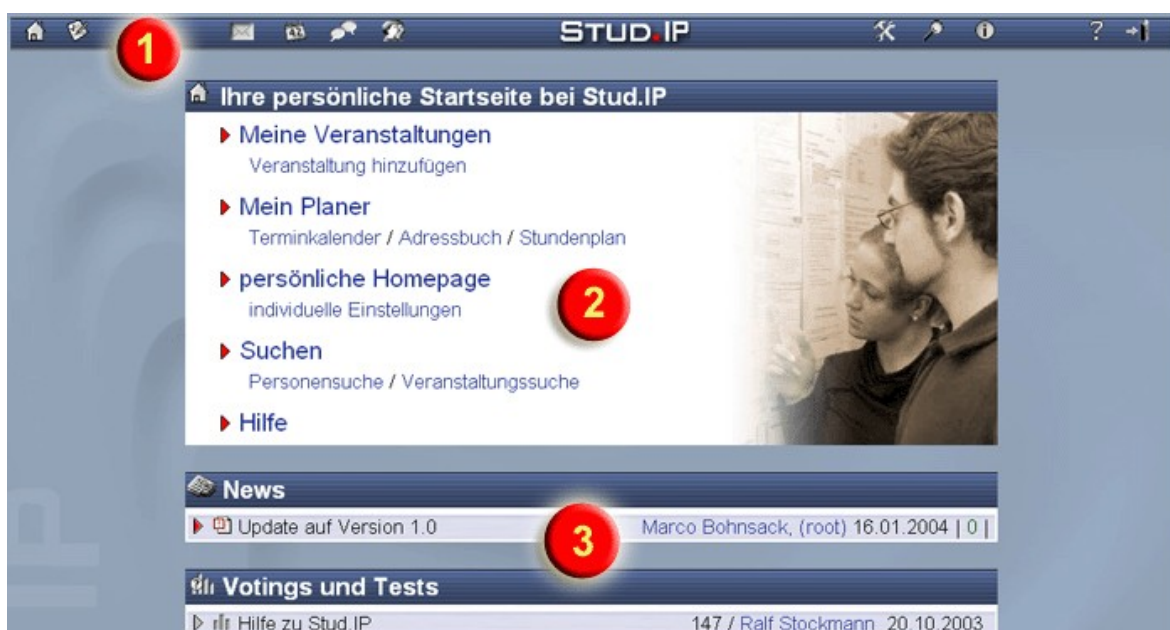 1
STUD.IP
?
Ihre persönliche Startseite bei Stud.IP
Meine Veranstaltungen
Veranstaltung hinzufügen
Mein Planer
Terminkalender / Adressbuch / Stundenplan
persönliche Homepage
individuelle Einstellungen
2
Suchen
Personensuche / Veranstaltungssuche
Hilfe
News
Update auf Version 1.0 Marco Bohnsack, (root) 16.01.2004 | 0 |
3
Votings und Tests
Hilfe zu Stud.IP 147 / Ralf Stockmann 20.10.2003